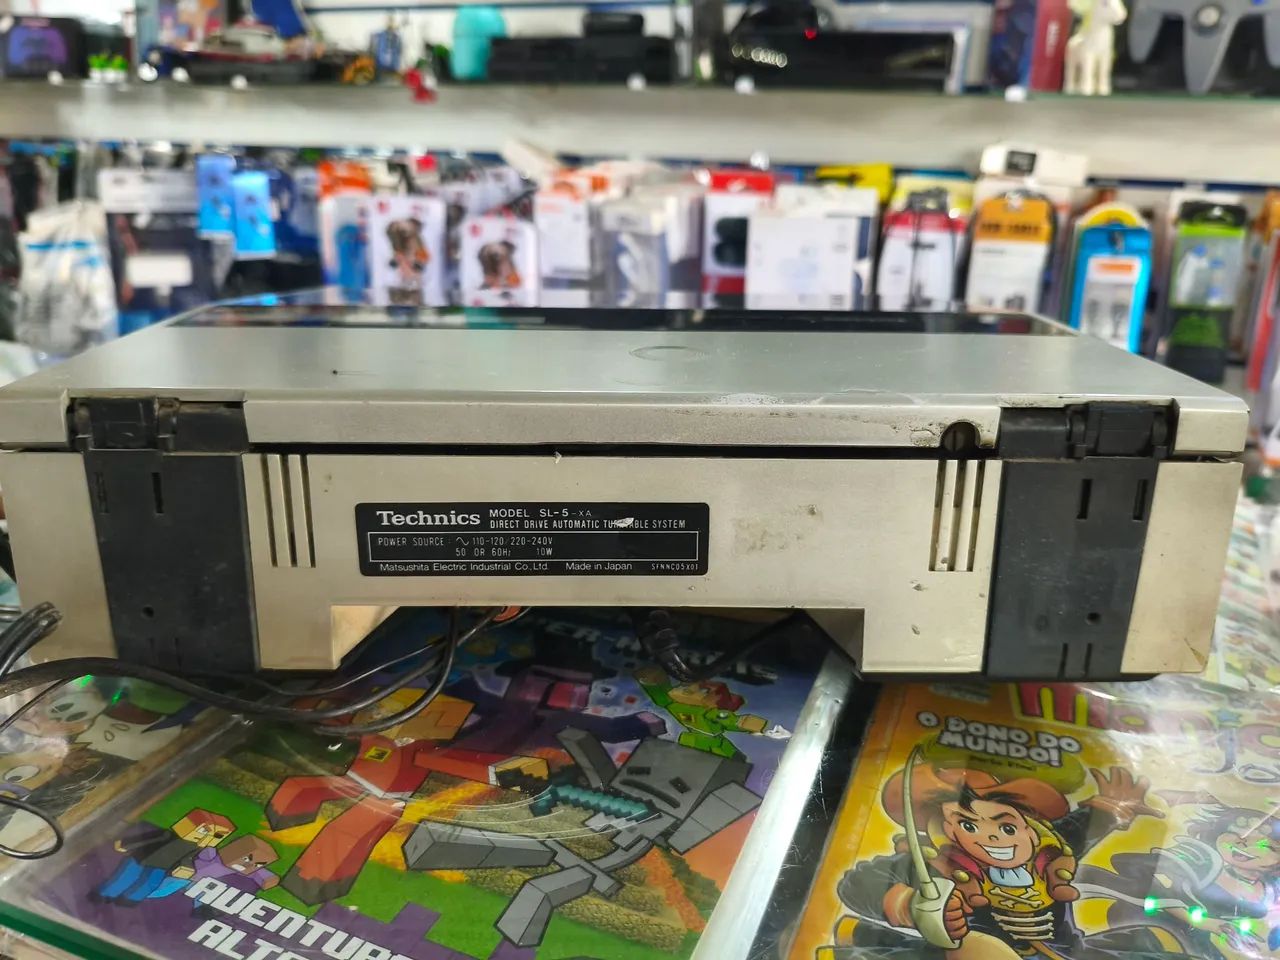 Technics MODEL SL-5-XA
DIRECT DRIVE AUTOMATIC TURNTABLE SYSTEM
POWER SOURCE: ∿ 110-120/220-240V
50 OR 60Hz 10W
Matsushita Electric Industrial Co.,Ltd. Made in Japan SFNNC05X01
O DONO DO
MUNDO!